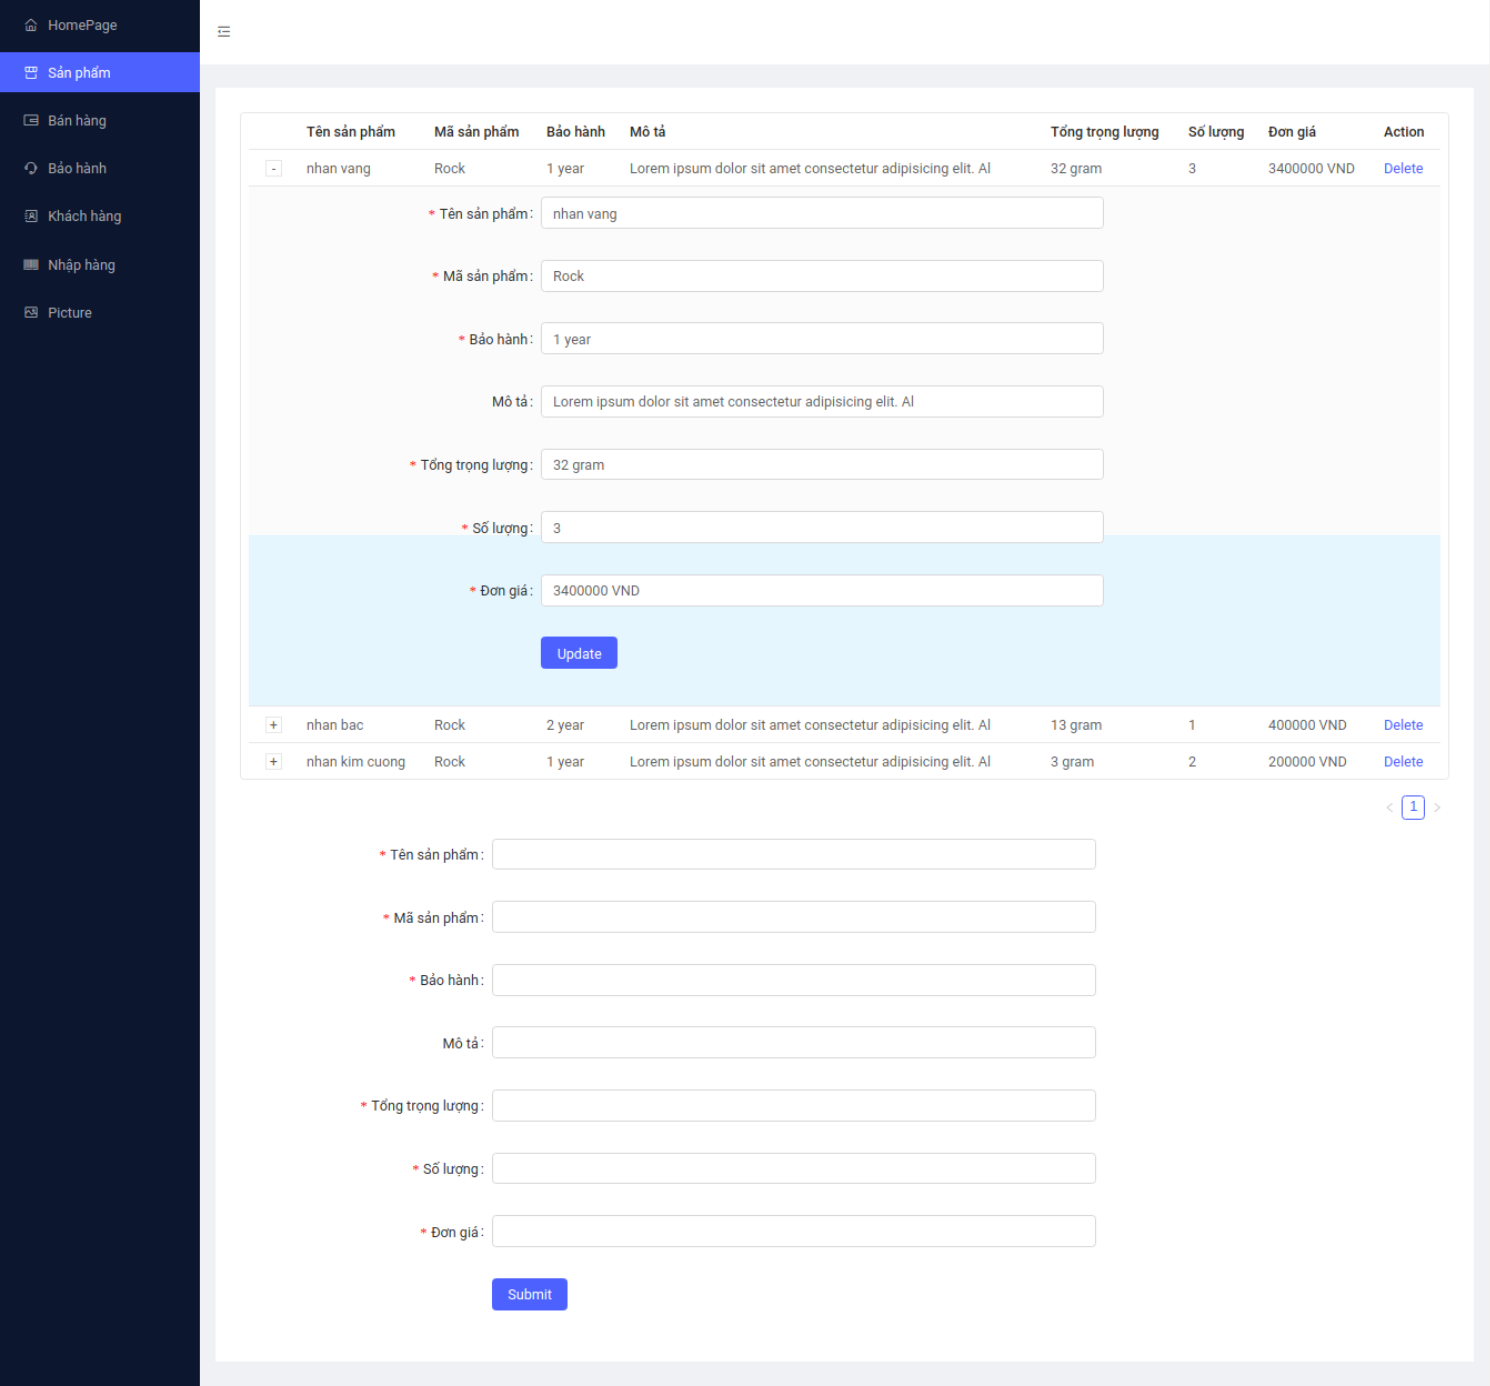 HomePage
Sản phẩm
Bán hàng
Bảo hành
Khách hàng
Nhập hàng
Picture
Tên sản phẩm Mã sản phẩm Bảo hành Mô tả Tổng trọng lượng Số lượng Đơn giá Action
- nhan vang Rock 1 year Lorem ipsum dolor sit amet consectetur adipisicing elit. Al 32 gram 3 3400000 VND Delete
* Tên sản phẩm: nhan vang
* Mã sản phẩm: Rock
* Bảo hành: 1 year
Mô tả: Lorem ipsum dolor sit amet consectetur adipisicing elit. Al
* Tổng trọng lượng: 32 gram
* Số lượng: 3
* Đơn giá: 3400000 VND
Update
+ nhan bac Rock 2 year Lorem ipsum dolor sit amet consectetur adipisicing elit. Al 13 gram 1 400000 VND Delete
+ nhan kim cuong Rock 1 year Lorem ipsum dolor sit amet consectetur adipisicing elit. Al 3 gram 2 200000 VND Delete
< 1 >
* Tên sản phẩm:
* Mã sản phẩm:
* Bảo hành:
Mô tả:
* Tổng trọng lượng:
* Số lượng:
* Đơn giá:
Submit